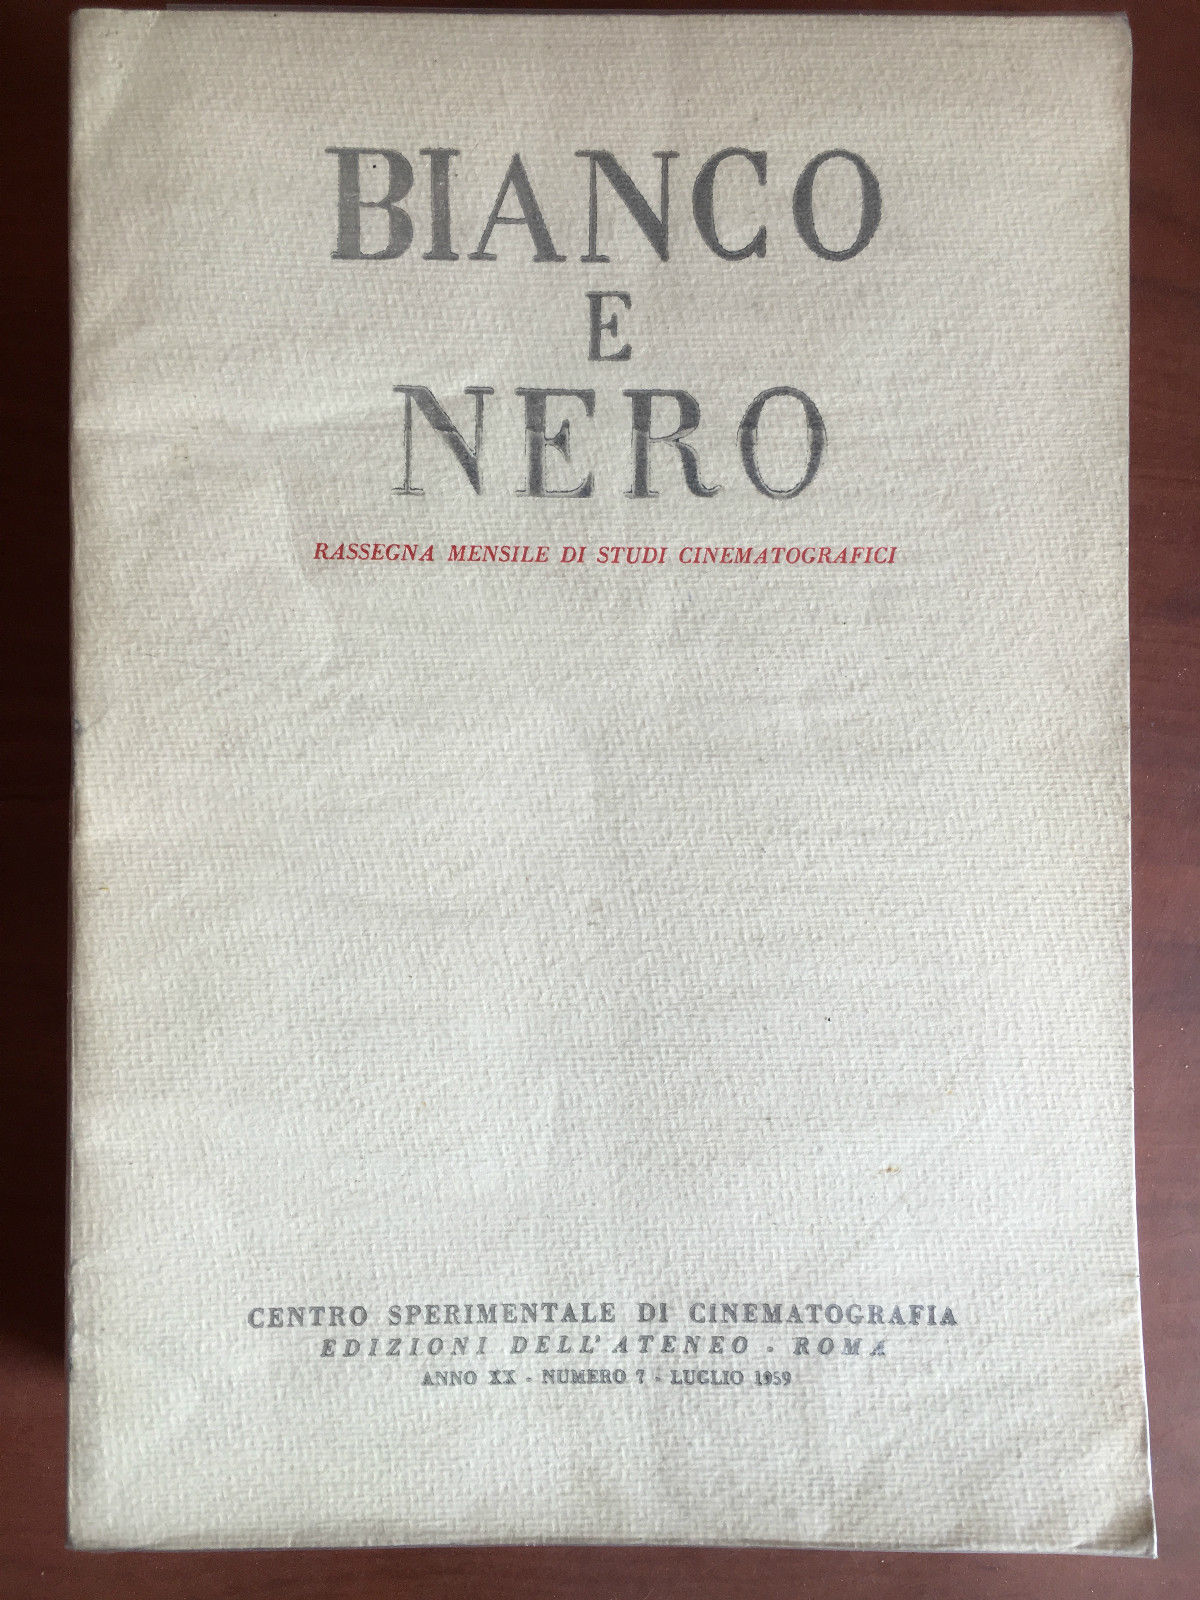 BIANCO
E
NERO
RASSEGNA MENSILE DI STUDI CINEMATOGRAFICI
CENTRO SPERIMENTALE DI CINEMATOGRAFIA
EDIZIONI DELL'ATENEO - ROMA
ANNO XX - NUMERO 7 - LUGLIO 1959